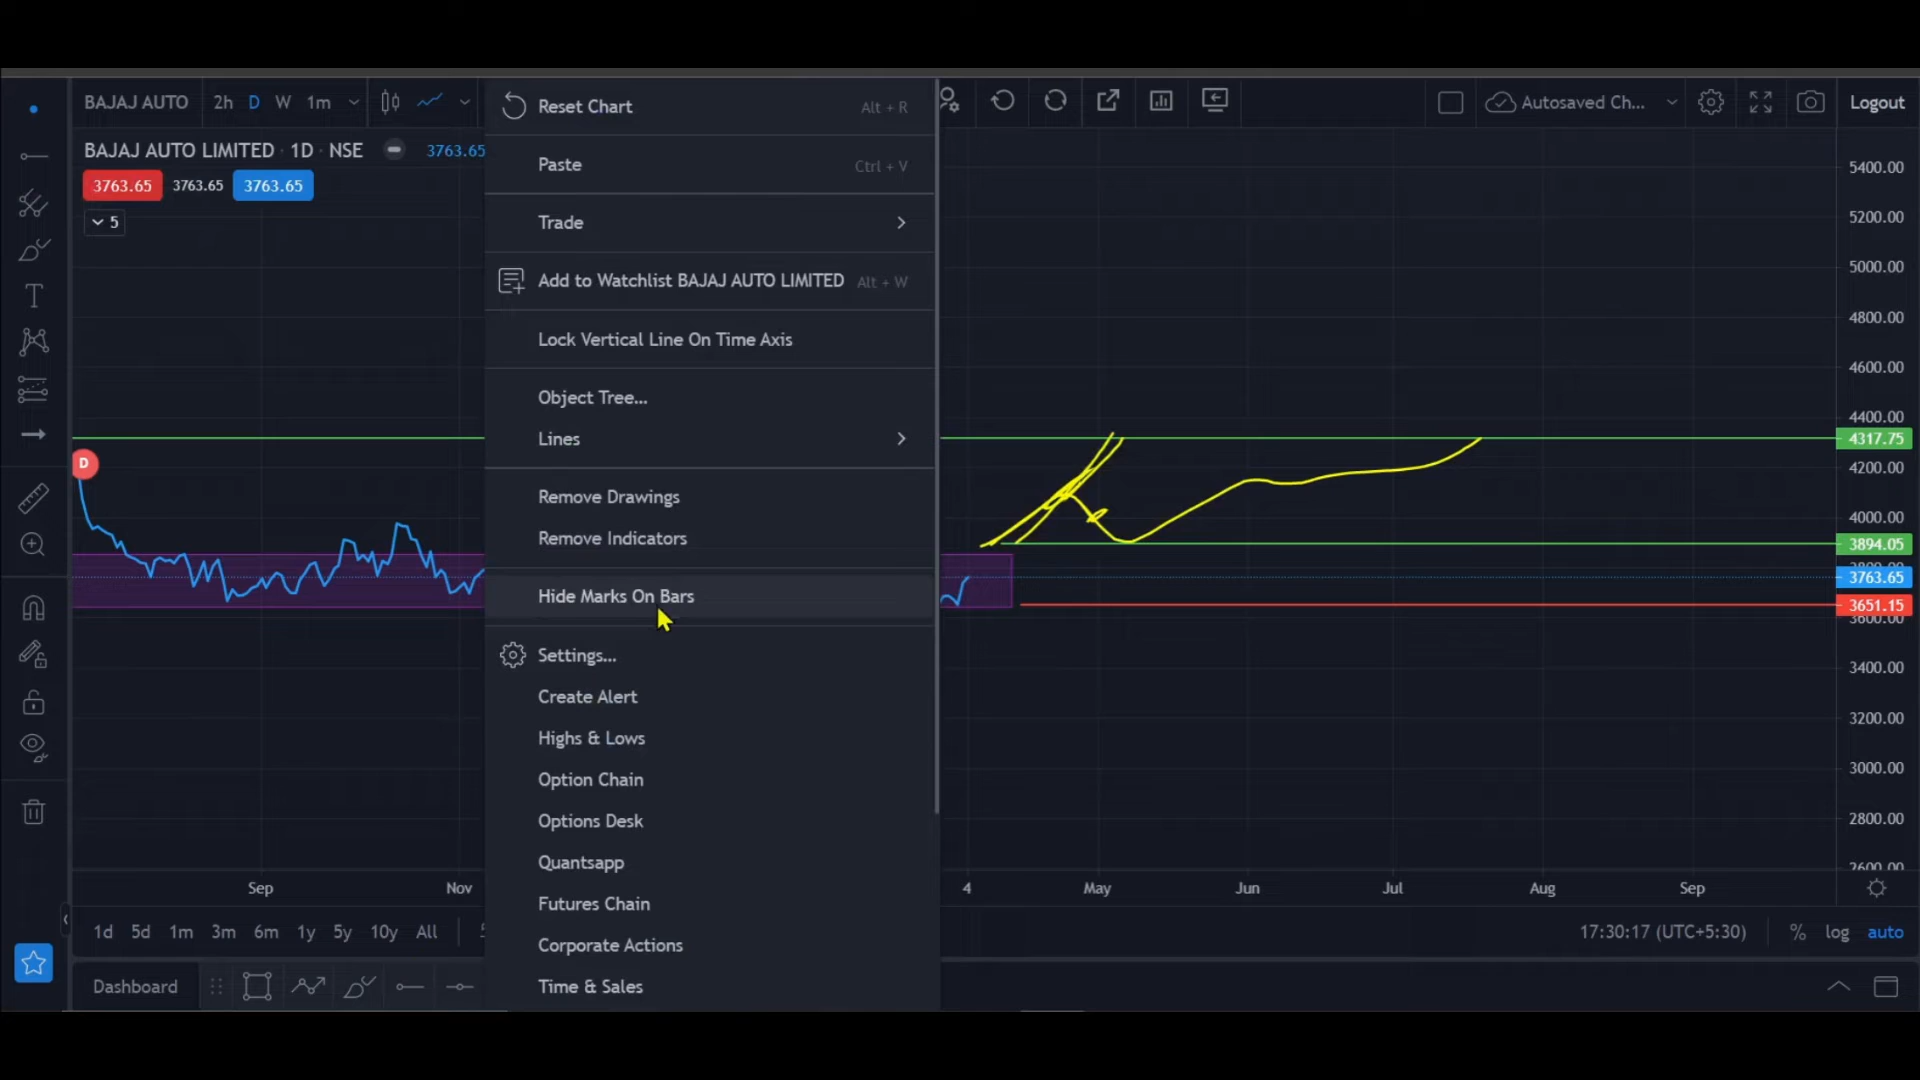 BAJAJ AUTO 2h D W 1m
Autosaved Ch... Logout
BAJAJ AUTO LIMITED · 1D · NSE 3763.65
3763.65 3763.65 3763.65
5
D
Reset Chart Alt + R
Paste Ctrl + V
Trade
Add to Watchlist BAJAJ AUTO LIMITED Alt + W
Lock Vertical Line On Time Axis
Object Tree...
Lines
Remove Drawings
Remove Indicators
Hide Marks On Bars
Settings...
Create Alert
Highs & Lows
Option Chain
Options Desk
Quantsapp
Futures Chain
Corporate Actions
Time & Sales
5400.00
5200.00
5000.00
4800.00
4600.00
4400.00
4317.75
4200.00
4000.00
3894.05
3800.00
3763.65
3651.15
3600.00
3400.00
3200.00
3000.00
2800.00
2600.00
Sep Nov 4 May Jun Jul Aug Sep
1d 5d 1m 3m 6m 1y 5y 10y All
17:30:17 (UTC+5:30) % log auto
Dashboard